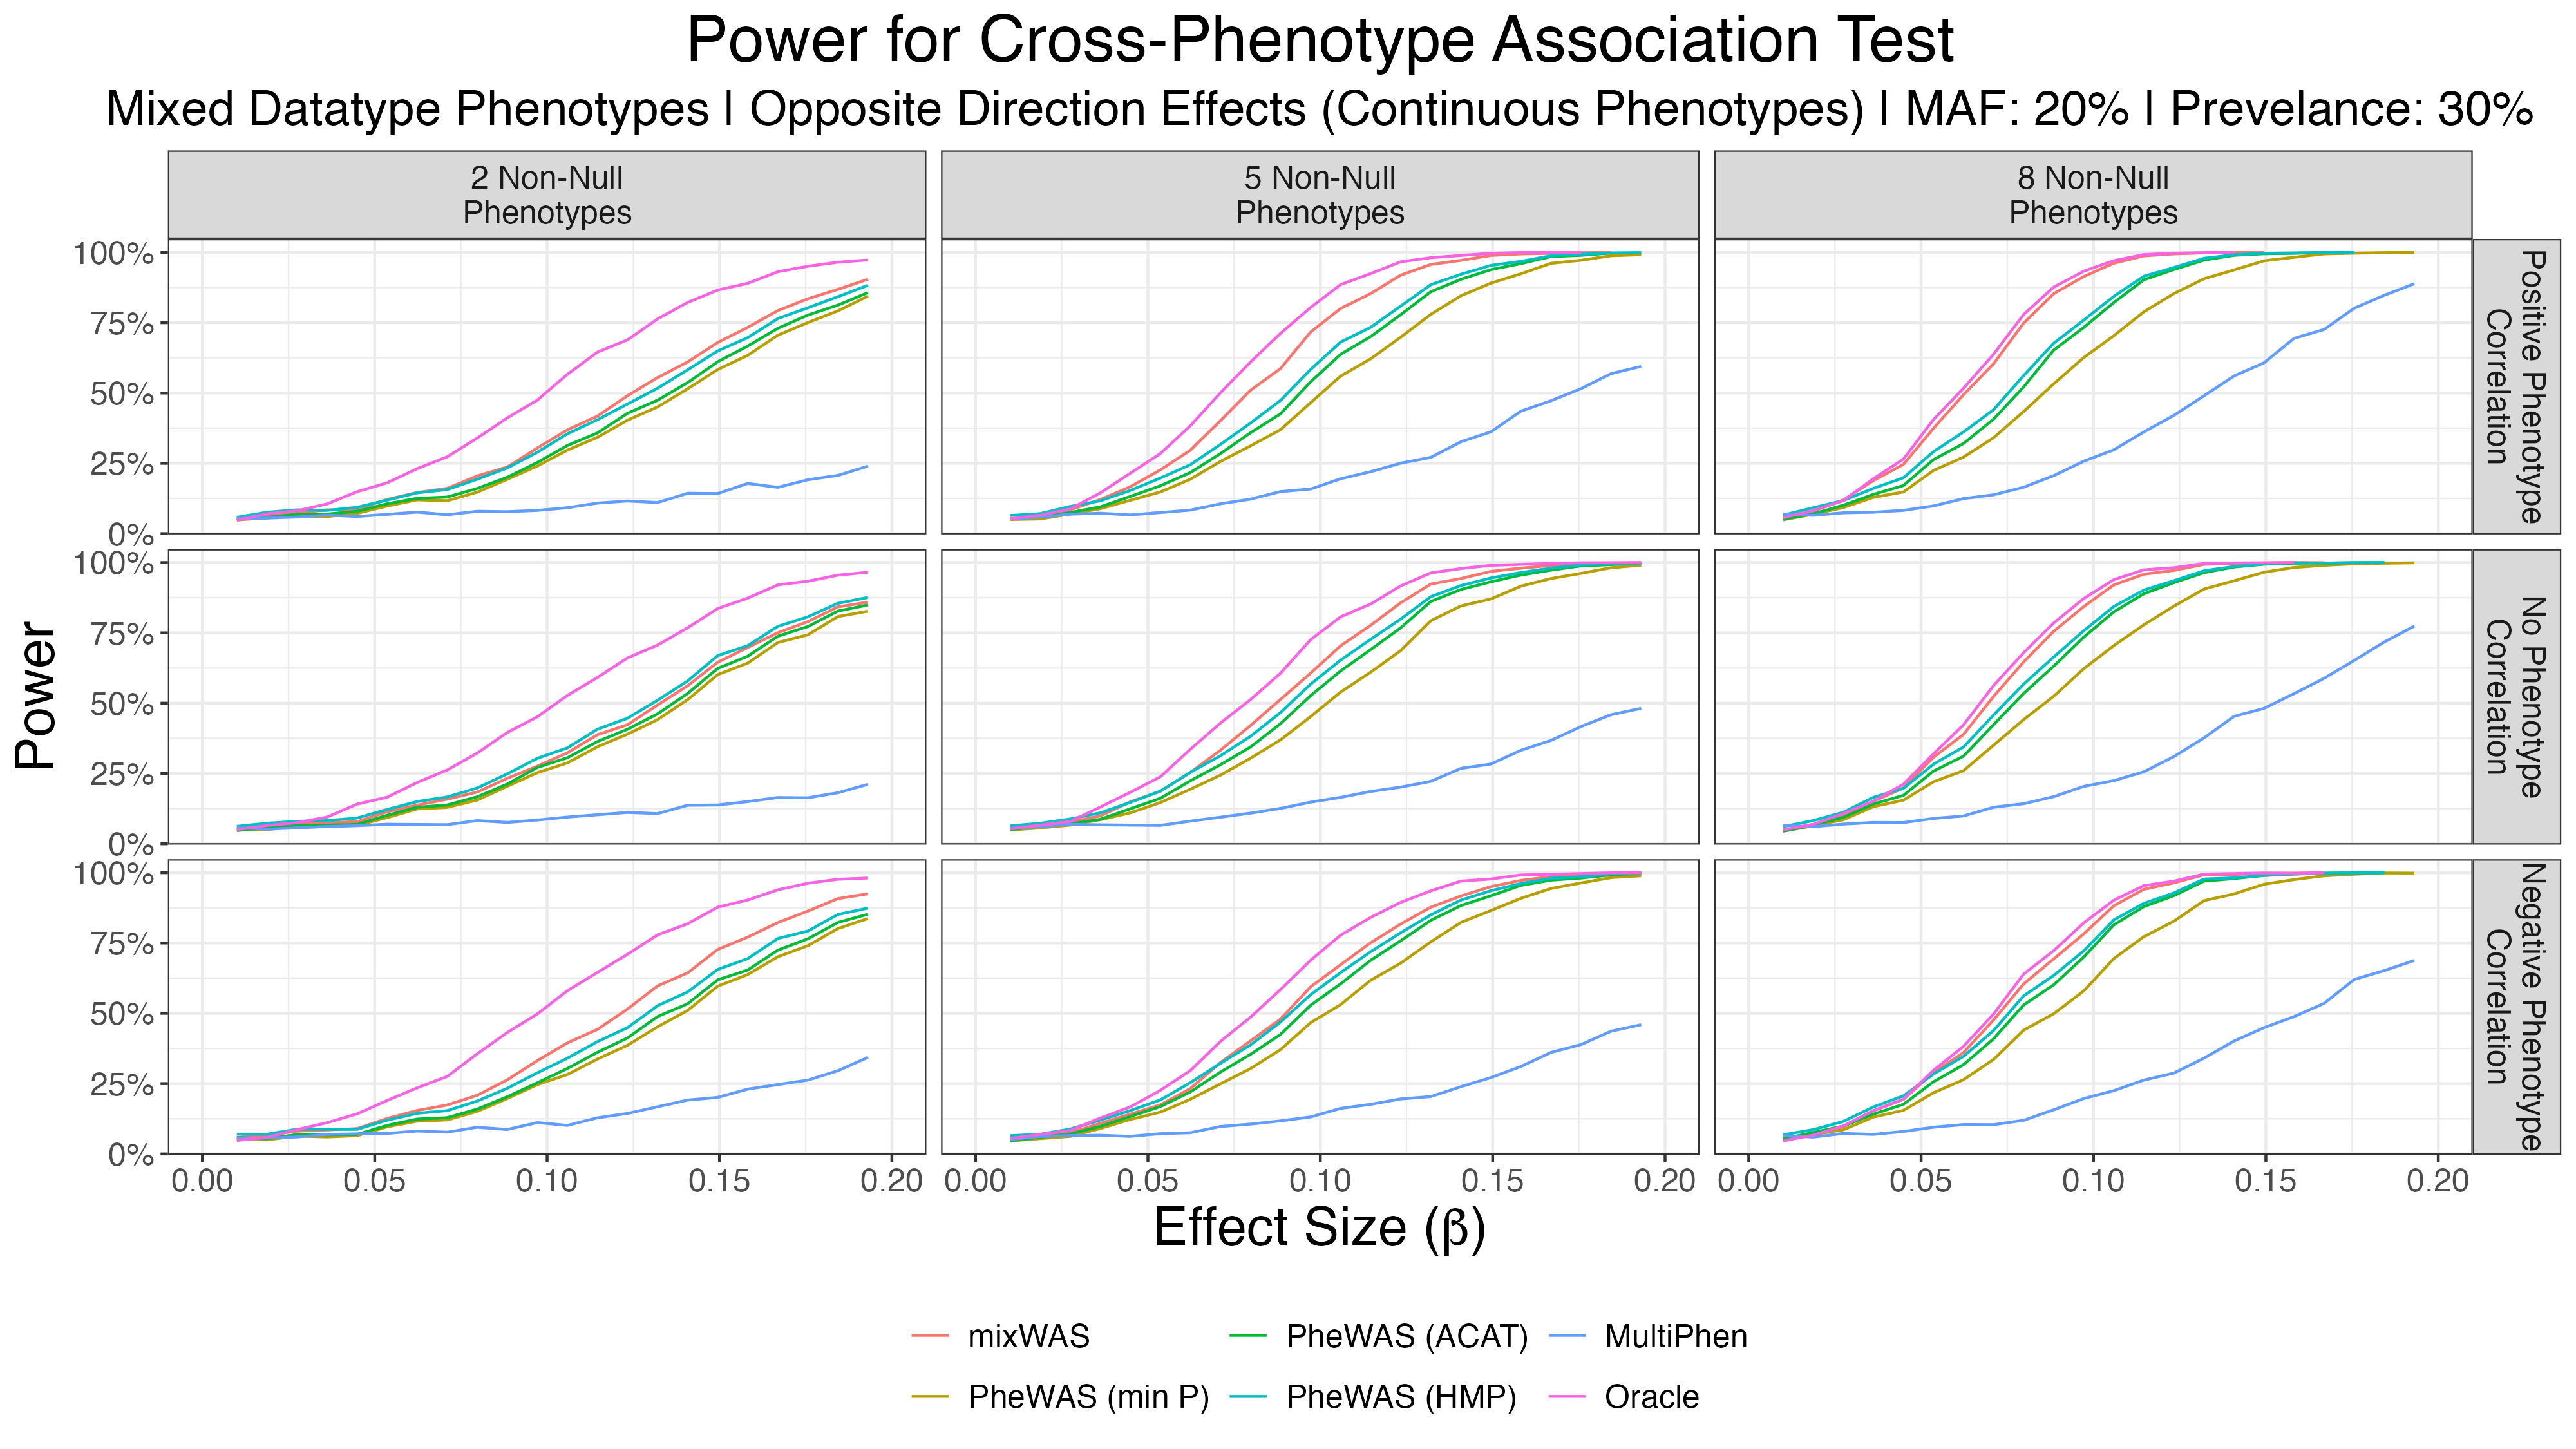 Power for Cross-Phenotype Association Test
Mixed Datatype Phenotypes | Opposite Direction Effects (Continuous Phenotypes) | MAF: 20% | Prevelance: 30%
2 Non-Null
Phenotypes
5 Non-Null
Phenotypes
8 Non-Null
Phenotypes
100%
75%
50%
25%
0%
Positive Phenotype
Correlation
100%
75%
50%
25%
0%
No Phenotype
Correlation
100%
75%
50%
25%
0%
Negative Phenotype
Correlation
Power
0.00 0.05 0.10 0.15 0.20
0.00 0.05 0.10 0.15 0.20
0.00 0.05 0.10 0.15 0.20
Effect Size (β)
mixWAS
PheWAS (ACAT)
MultiPhen
PheWAS (min P)
PheWAS (HMP)
Oracle